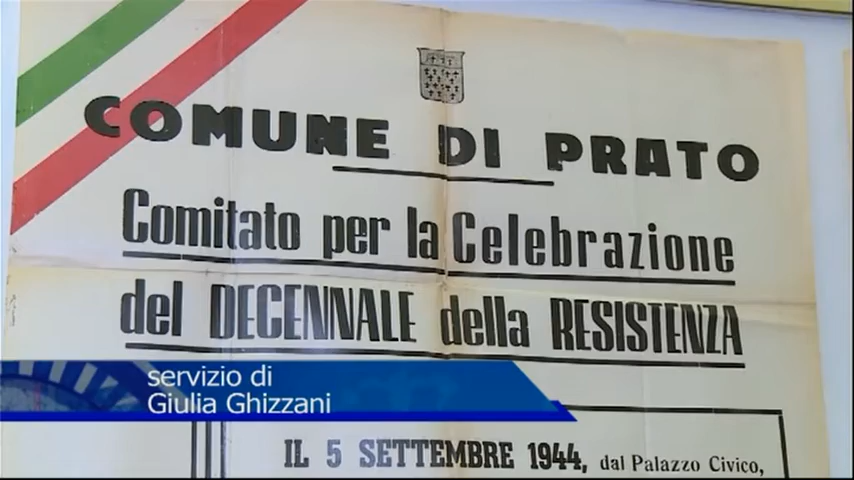 COMUNE DI PRATO
Comitato per la Celebrazione
del DECENNALE della RESISTENZA
servizio di
Giulia Ghizzani
IL 5 SETTEMBRE 1944, dal Palazzo Civico,